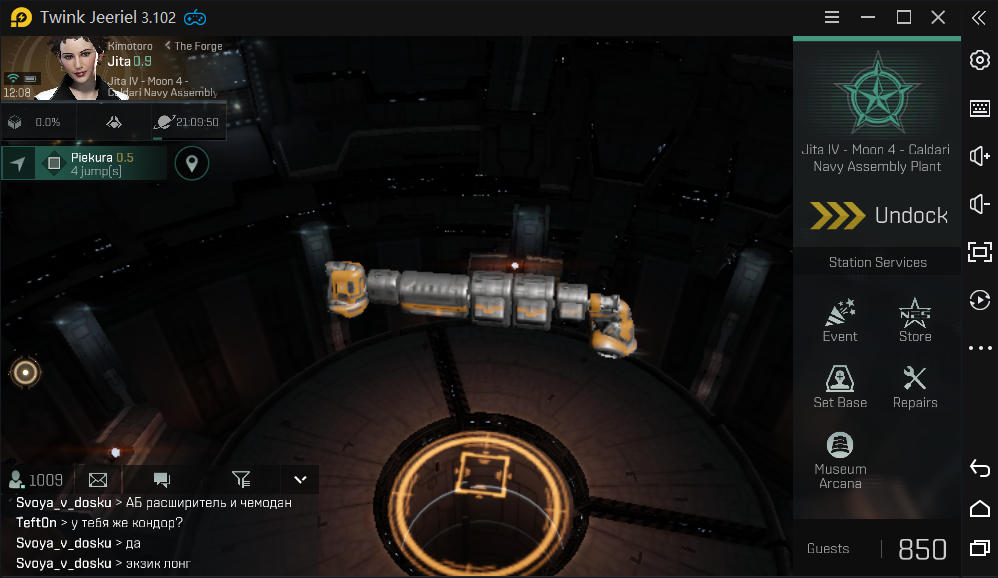 Twink Jeeriel 3.102
Kimotoro < The Forge
Jita 0.9
Jita IV - Moon 4 -
Caldari Navy Assembly
12:08
0.0%
21:09:50
Piekura 0.5
4 jump[s]
Jita IV - Moon 4 - Caldari
Navy Assembly Plant
Undock
Station Services
Event
Store
Set Base
Repairs
Museum
Arcana
Guests
850
1009
Svoya_v_dosku > АБ расширитель и чемодан
Teft0n > у тебя же кондор?
Svoya_v_dosku > да
Svoya_v_dosku > экзик лонг